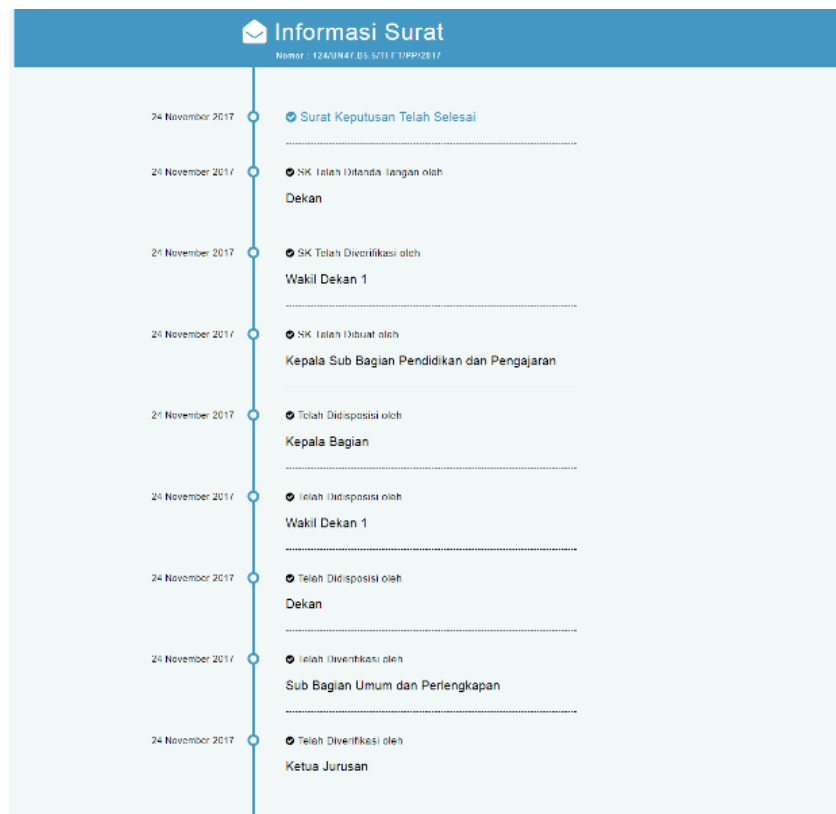 Informasi Surat
Nomor : 124/UN47.B5.5/TI FT/PP/2017
24 November 2017
Surat Keputusan Telah Selesai
24 November 2017
SK Telah Ditanda Tangan oleh
Dekan
24 November 2017
SK Telah Diverifikasi oleh
Wakil Dekan 1
24 November 2017
SK Telah Dibuat oleh
Kepala Sub Bagian Pendidikan dan Pengajaran
24 November 2017
Telah Didisposisi oleh
Kepala Bagian
24 November 2017
Telah Didisposisi oleh
Wakil Dekan 1
24 November 2017
Telah Didisposisi oleh
Dekan
24 November 2017
Telah Diverifikasi oleh
Sub Bagian Umum dan Perlengkapan
24 November 2017
Telah Diverifikasi oleh
Ketua Jurusan